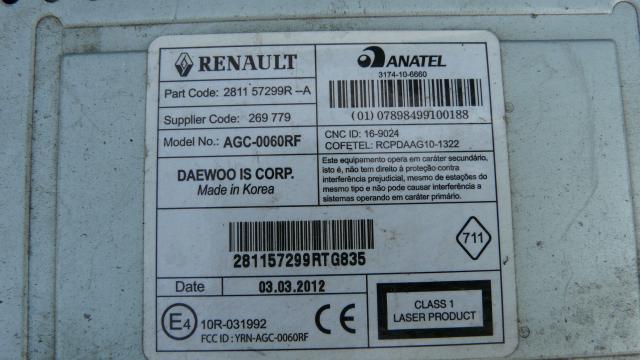 RENAULT
Part Code: 281157299R –A
Supplier Code: 269 779
Model No.: AGC-0060RF
DAEWOO IS CORP.
Made in Korea
ANATEL
3174-10-6660
(01) 07898499100188
CNC ID: 16-9024
COFETEL: RCPDAAG10-1322
Este equipamento opera em caráter secundário,
isto é, não tem direito à proteção contra
interferência prejudicial, mesmo de estações do
mesmo tipo e não pode causar interferência a
sistemas operando em caráter primário.
281157299RTG835
711
Date 03.03.2012
E4 10R-031992
FCC ID : YRN-AGC-0060RF
CE
CLASS 1
LASER PRODUCT